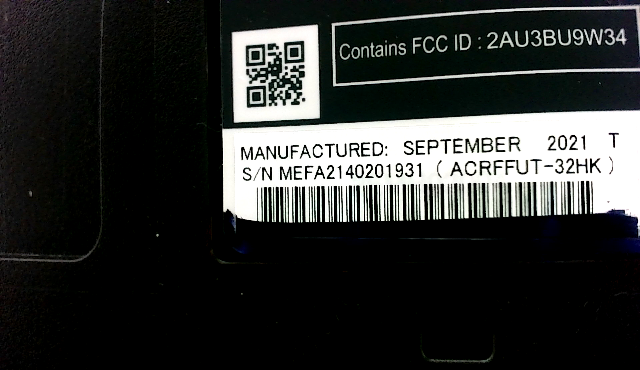 Contains FCC ID : 2AU3BU9W34
MANUFACTURED: SEPTEMBER 2021 T
S/N MEFA2140201931 ( ACRFFUT-32HK )